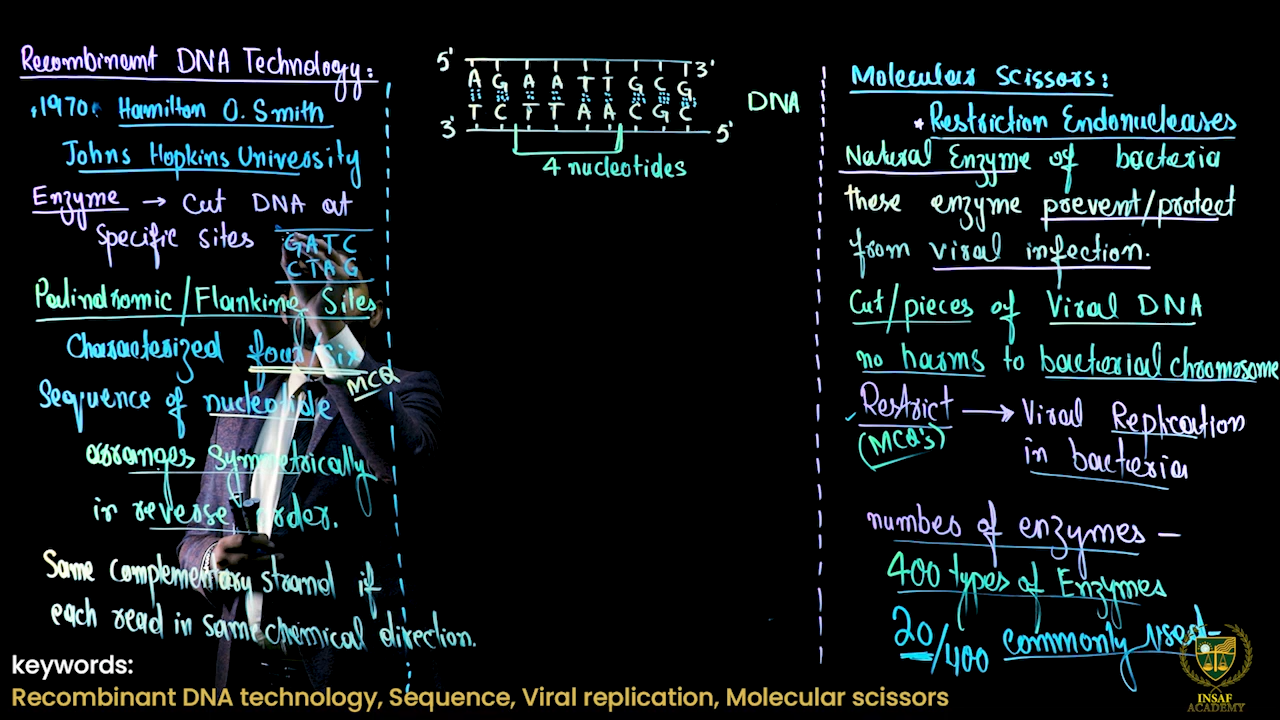 Recombinant DNA Technology:
1970: Hamilton O. Smith
Johns Hopkins University
Enzyme → Cut DNA at
Specific sites
GATC
CTAG
Palindromic/Flankine Sites
Characterized four/six
MCQ
Sequence of nucleotide
arranges Symmetrically
in reverse order.
Same complementary strand if
each read in same chemical direction.
5' 3'
A G A A T T G C G
T C T T A A C G C
3' 5'
DNA
4 nucleotides
Molecular Scissors:
* Restriction Endonucleases
Natural Enzyme of bacteria
these enzyme prevent/protect
from viral infection.
Cut/pieces of Viral DNA
no harms to bacterial chromosome
Restrict → Viral Replication
(MCQ's) in bacteria
numbes of enzymes –
400 types of Enzymes
20/400 commonly used
keywords:
Recombinant DNA technology, Sequence, Viral replication, Molecular scissors
INSAF
ACADEMY